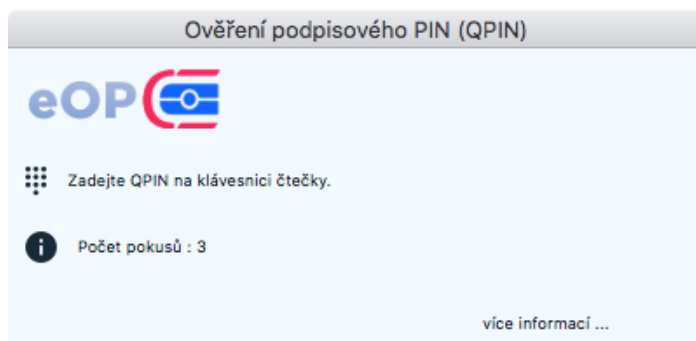 Ověření podpisového PIN (QPIN)
eOP
Zadejte QPIN na klávesnici čtečky.
Počet pokusů : 3
více informací ...